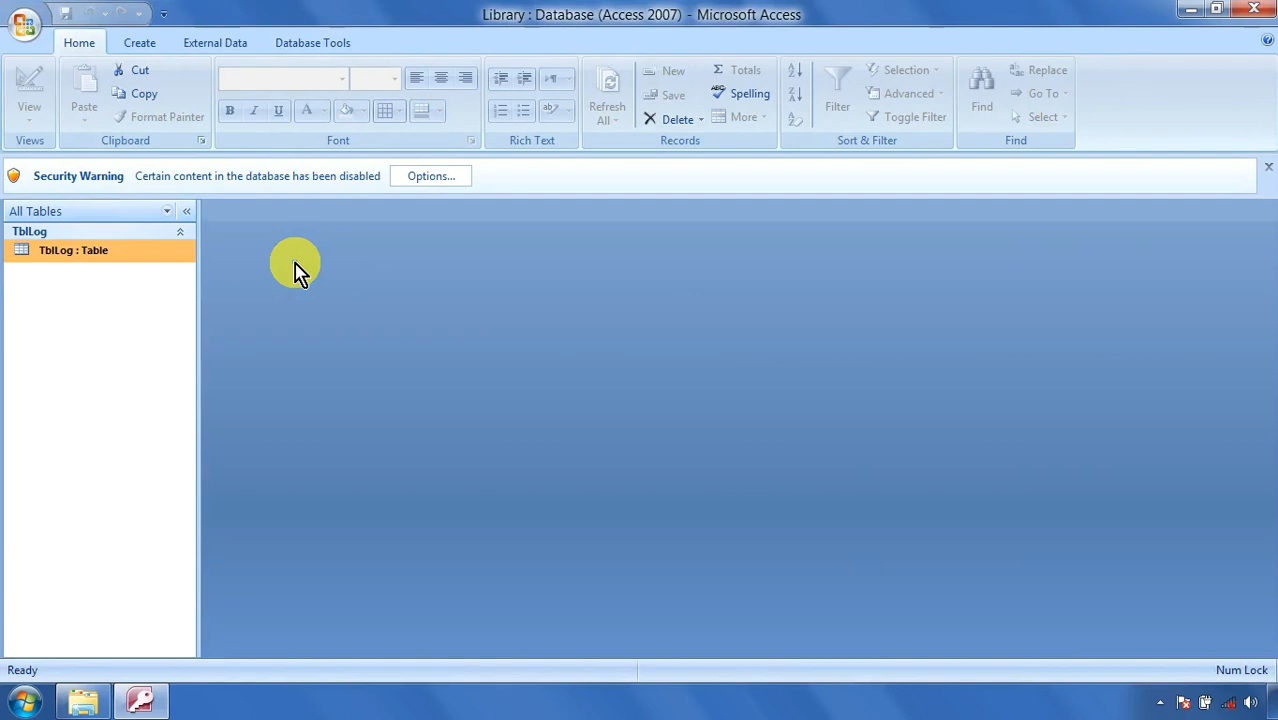 Library : Database (Access 2007) - Microsoft Access
Home Create External Data Database Tools
View
Views
Paste
Cut
Copy
Format Painter
Clipboard
B I U A
Font
Rich Text
Refresh All
New
Save
Delete
Totals
Spelling
More
Records
Filter
Selection
Advanced
Toggle Filter
Sort & Filter
Find
Replace
Go To
Select
Find
Security Warning Certain content in the database has been disabled Options...
All Tables
TblLog
TblLog : Table
Ready Num Lock